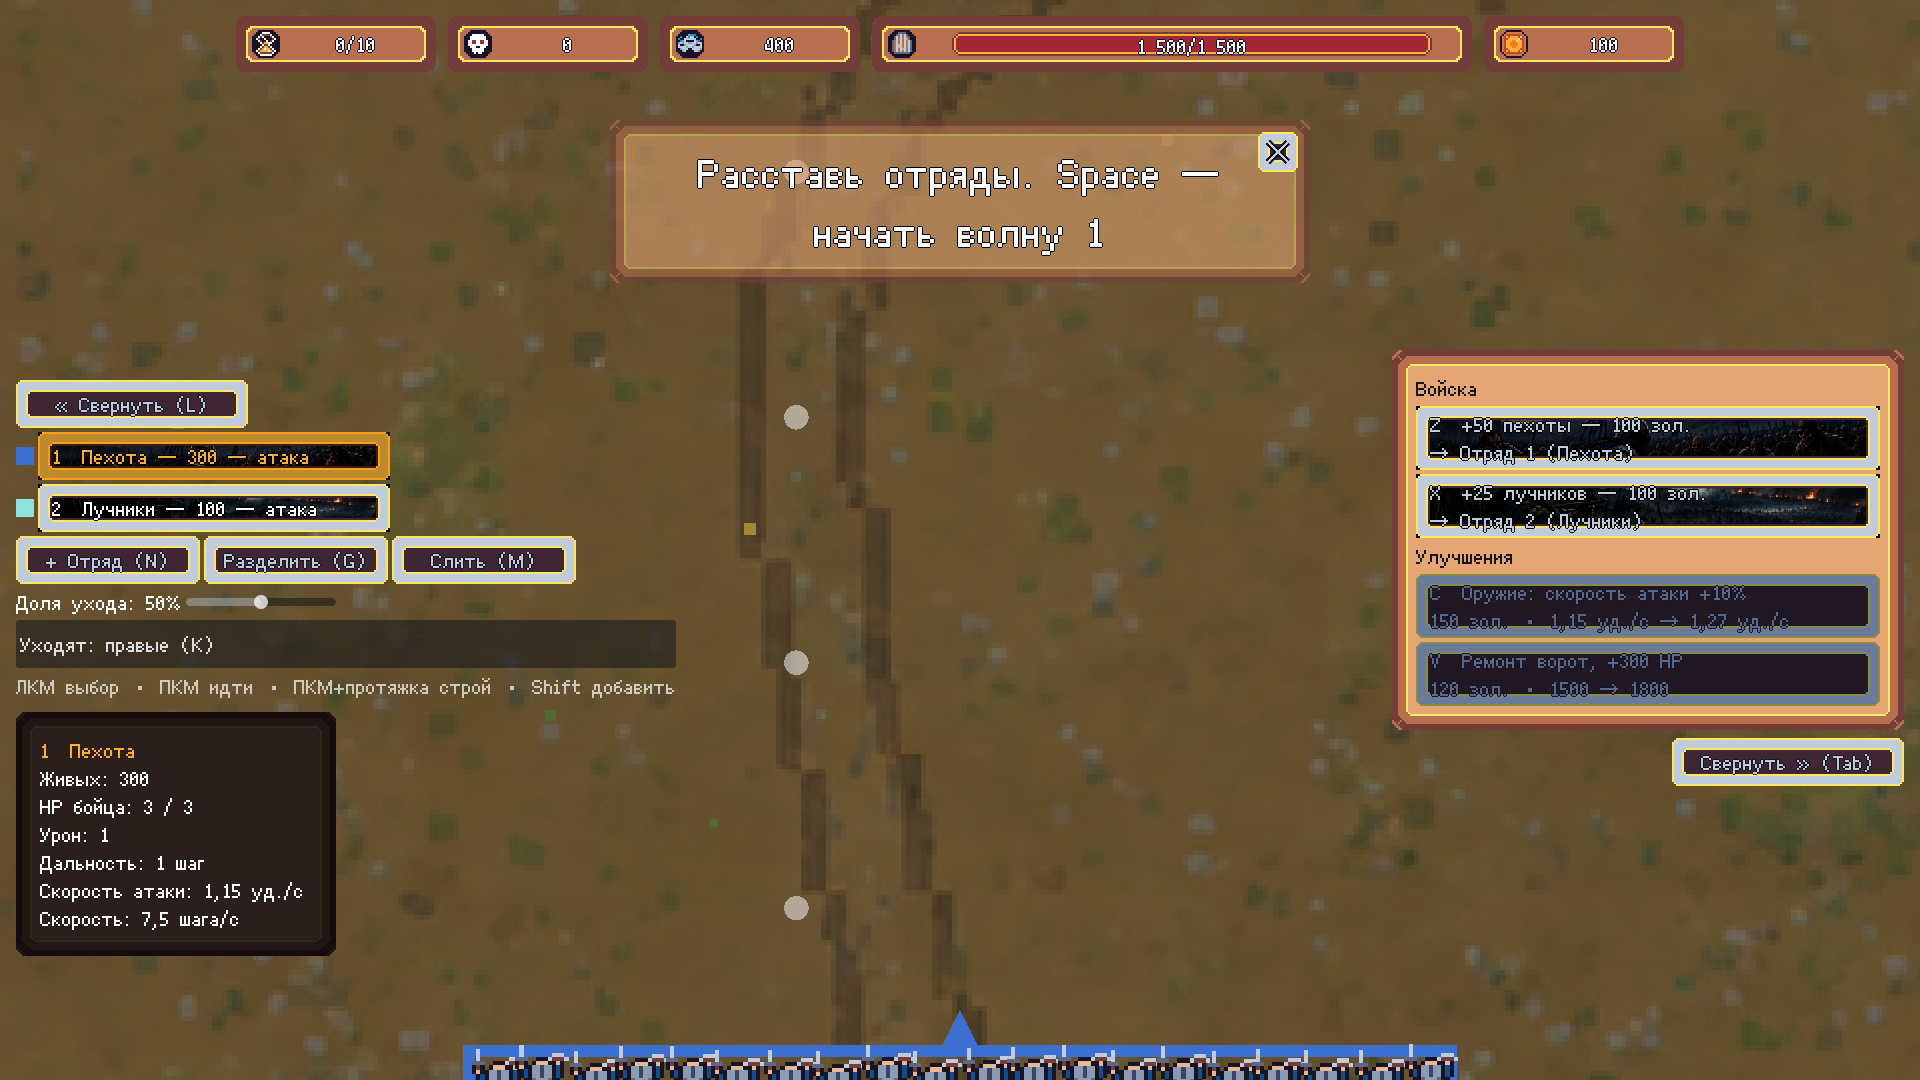 0/10
0
400
1 500/1 500
100
Расставь отряды. Space —
начать волну 1
« Свернуть (L)
1 Пехота — 300 — атака
2 Лучники — 100 — атака
+ Отряд (N)
Разделить (G)
Слить (M)
Доля ухода: 50%
Уходят: правые (K)
ЛКМ выбор · ПКМ идти · ПКМ+протяжка строй · Shift добавить
1 Пехота
Живых: 300
HP бойца: 3 / 3
Урон: 1
Дальность: 1 шаг
Скорость атаки: 1,15 уд./с
Скорость: 7,5 шага/с
Войска
Z +50 пехоты — 100 зол.
→ Отряд 1 (Пехота)
X +25 лучников — 100 зол.
→ Отряд 2 (Лучники)
Улучшения
C Оружие: скорость атаки +10%
150 зол. · 1,15 уд./с → 1,27 уд./с
V Ремонт ворот, +300 HP
120 зол. · 1500 → 1800
Свернуть » (Tab)